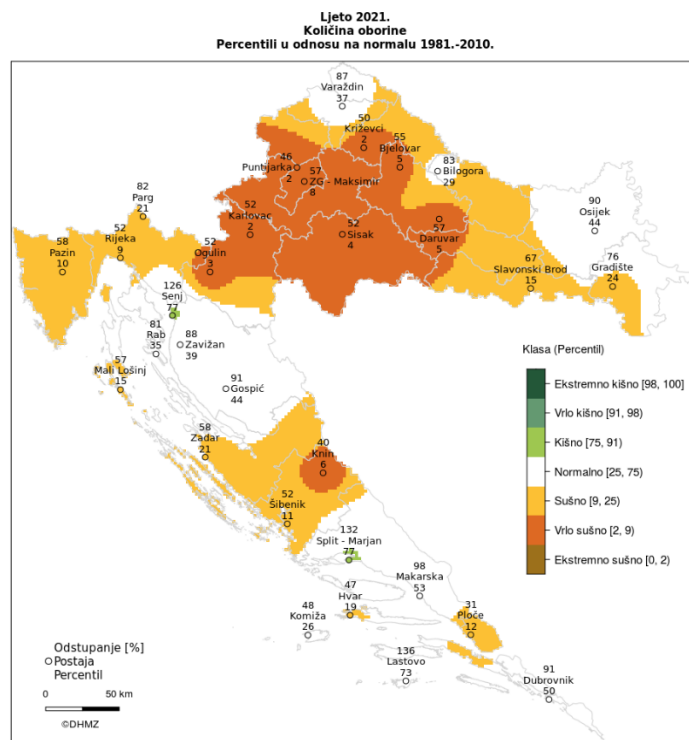 Ljeto 2021.
Količina oborine
Percentili u odnosu na normalu 1981.-2010.
87
Varaždin
37
50
Križevci
2
55
Bjelovar
5
46
Puntijarka
2
57
ZG - Maksimir
8
83
Bilogora
29
82
Parg
21
52
Karlovac
2
52
Sisak
4
57
Daruvar
5
90
Osijek
44
58
Pazin
10
52
Rijeka
9
52
Ogulin
3
67
Slavonski Brod
15
76
Gradište
24
126
Senj
77
81
Rab
35
88
Zavižan
39
57
Mali Lošinj
15
91
Gospić
44
58
Zadar
21
40
Knin
6
52
Šibenik
11
132
Split - Marjan
77
98
Makarska
53
47
Hvar
19
48
Komiža
26
31
Ploče
12
136
Lastovo
73
91
Dubrovnik
50
Klasa (Percentil)
Ekstremno kišno [98, 100]
Vrlo kišno [91, 98)
Kišno [75, 91)
Normalno [25, 75)
Sušno [9, 25)
Vrlo sušno [2, 9)
Ekstremno sušno [0, 2)
Odstupanje [%]
Postaja
Percentil
0 50 km
©DHMZ